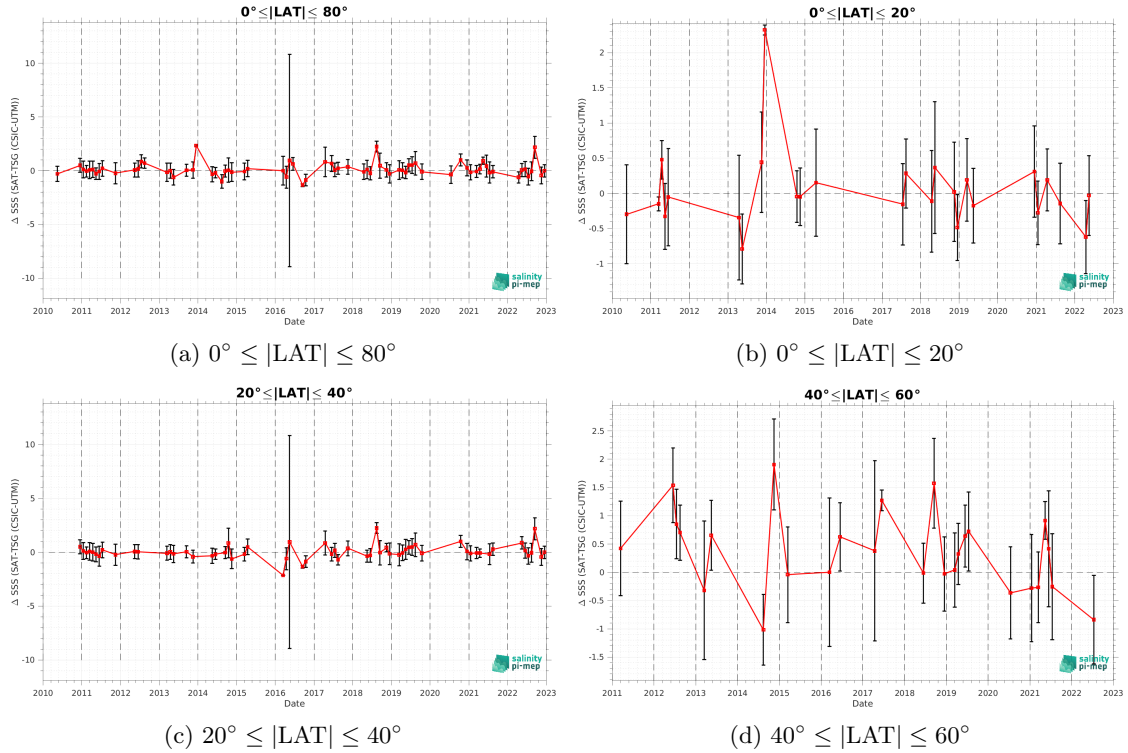 0°≤|LAT|≤ 80°
Δ SSS (SAT-TSG (CSIC-UTM))
10
5
0
-5
-10
2010 2011 2012 2013 2014 2015 2016 2017 2018 2019 2020 2021 2022 2023
Date
salinity
pi-mep
(a) 0° ≤ |LAT| ≤ 80°
0°≤|LAT|≤ 20°
Δ SSS (SAT-TSG (CSIC-UTM))
2
1.5
1
0.5
0
-0.5
-1
2010 2011 2012 2013 2014 2015 2016 2017 2018 2019 2020 2021 2022 2023
Date
salinity
pi-mep
(b) 0° ≤ |LAT| ≤ 20°
20°≤|LAT|≤ 40°
Δ SSS (SAT-TSG (CSIC-UTM))
10
5
0
-5
-10
2010 2011 2012 2013 2014 2015 2016 2017 2018 2019 2020 2021 2022 2023
Date
salinity
pi-mep
(c) 20° ≤ |LAT| ≤ 40°
40°≤|LAT|≤ 60°
Δ SSS (SAT-TSG (CSIC-UTM))
2.5
2
1.5
1
0.5
0
-0.5
-1
-1.5
2011 2012 2013 2014 2015 2016 2017 2018 2019 2020 2021 2022 2023
Date
salinity
pi-mep
(d) 40° ≤ |LAT| ≤ 60°